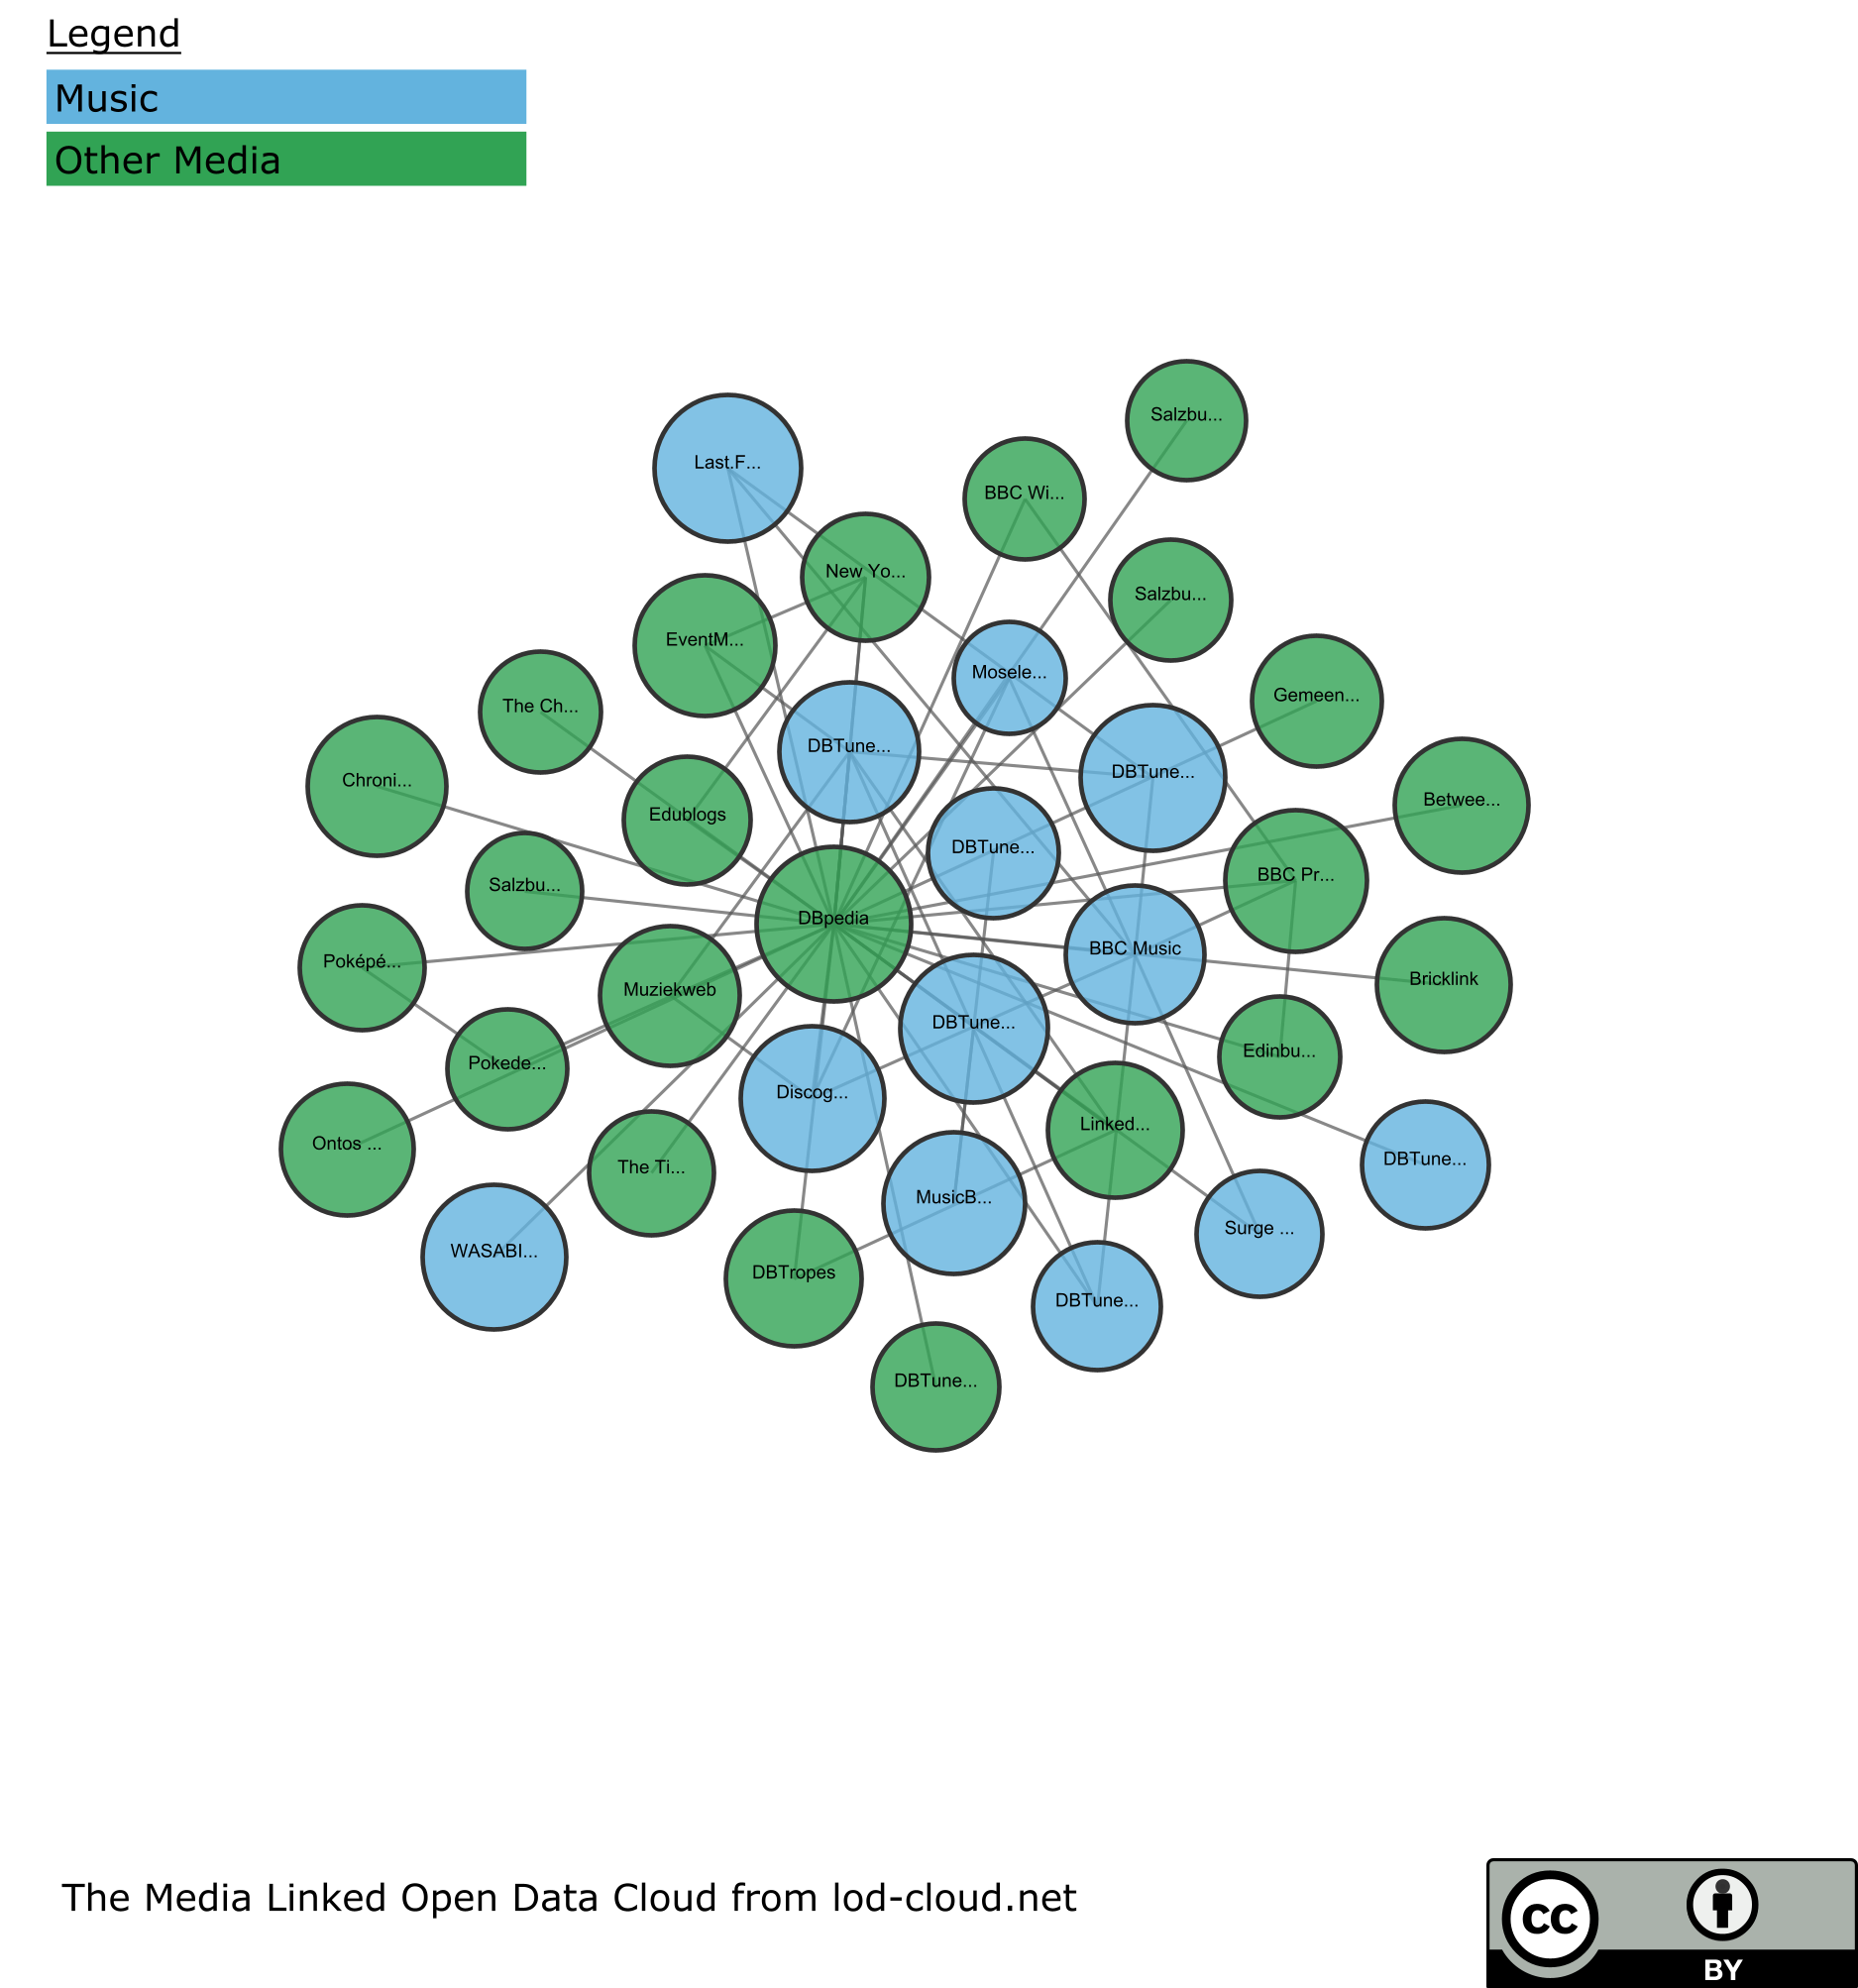 Legend
Music
Other Media
Salzbu...
Last.F...
BBC Wi...
New Yo...
Salzbu...
EventM...
Mosele...
Gemeen...
The Ch...
DBTune...
DBTune...
Chroni...
Betwee...
Edublogs
DBTune...
BBC Pr...
Salzbu...
DBpedia
BBC Music
Poképé...
Bricklink
Muziekweb
DBTune...
Edinbu...
Pokede...
Discog...
Linked...
Ontos ...
DBTune...
The Ti...
MusicB...
Surge ...
WASABI...
DBTropes
DBTune...
DBTune...
The Media Linked Open Data Cloud from lod-cloud.net
cc
BY